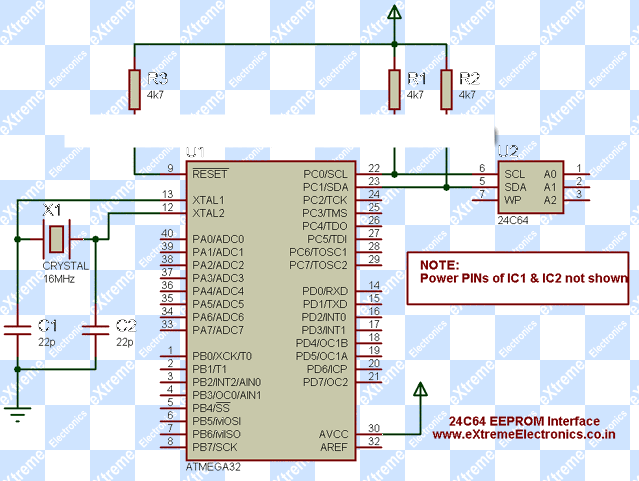 R3
4k7
R1
4k7
R2
4k7
U1
U2
9 RESET
13 XTAL1
12 XTAL2
40 PA0/ADC0
39 PA1/ADC1
38 PA2/ADC2
37 PA3/ADC3
36 PA4/ADC4
35 PA5/ADC5
34 PA6/ADC6
33 PA7/ADC7
1 PB0/XCK/T0
2 PB1/T1
3 PB2/INT2/AIN0
4 PB3/OC0/AIN1
5 PB4/SS
6 PB5/MOSI
7 PB6/MISO
8 PB7/SCK
PC0/SCL 22
PC1/SDA 23
PC2/TCK 24
PC3/TMS 25
PC4/TDO 26
PC5/TDI 27
PC6/TOSC1 28
PC7/TOSC2 29
PD0/RXD 14
PD1/TXD 15
PD2/INT0 16
PD3/INT1 17
PD4/OC1B 18
PD5/OC1A 19
PD6/ICP 20
PD7/OC2 21
AVCC 30
AREF 32
ATMEGA32
6 SCL A0 1
5 SDA A1 2
7 WP A2 3
24C64
X1
CRYSTAL
16MHz
C1
22p
C2
22p
NOTE:
Power PINs of IC1 & IC2 not shown
24C64 EEPROM Interface
www.eXtremeElectronics.co.in
eXtreme
Electronics